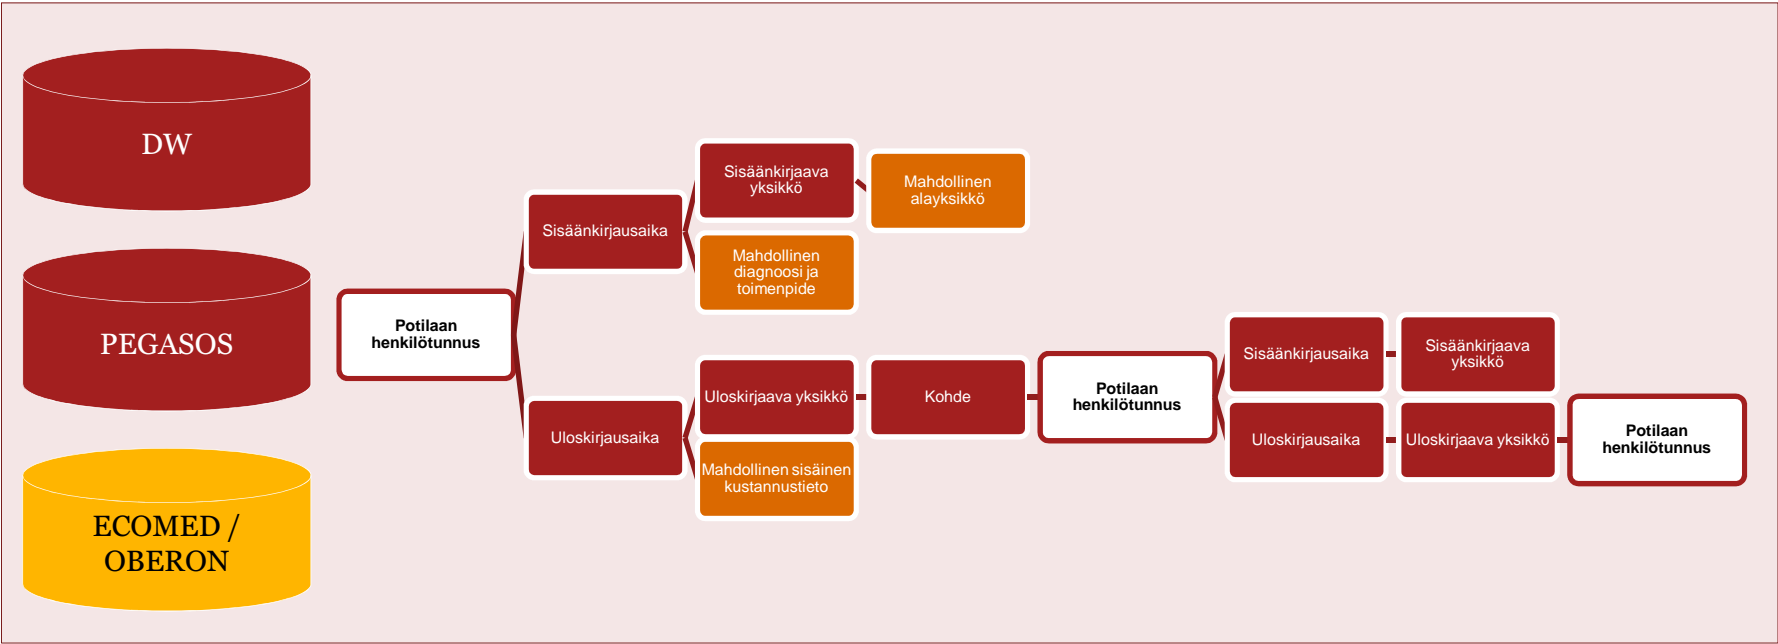 DW
PEGASOS
ECOMED /
OBERON
Potilaan
henkilötunnus
Sisäänkirjausaika
Sisäänkirjaava
yksikkö
Mahdollinen
alayksikkö
Mahdollinen
diagnoosi ja
toimenpide
Uloskirjausaika
Uloskirjaava yksikkö
Kohde
Mahdollinen sisäinen
kustannustieto
Potilaan
henkilötunnus
Sisäänkirjausaika
Sisäänkirjaava
yksikkö
Uloskirjausaika
Uloskirjaava yksikkö
Potilaan
henkilötunnus